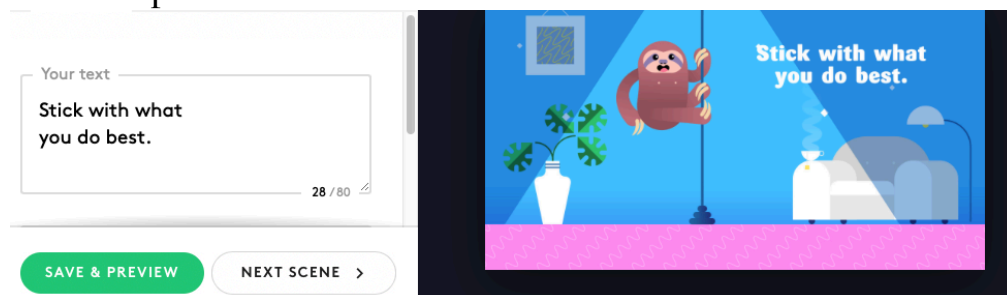 Your text
Stick with what
you do best.
28 / 80
SAVE & PREVIEW
NEXT SCENE >
Stick with what
you do best.